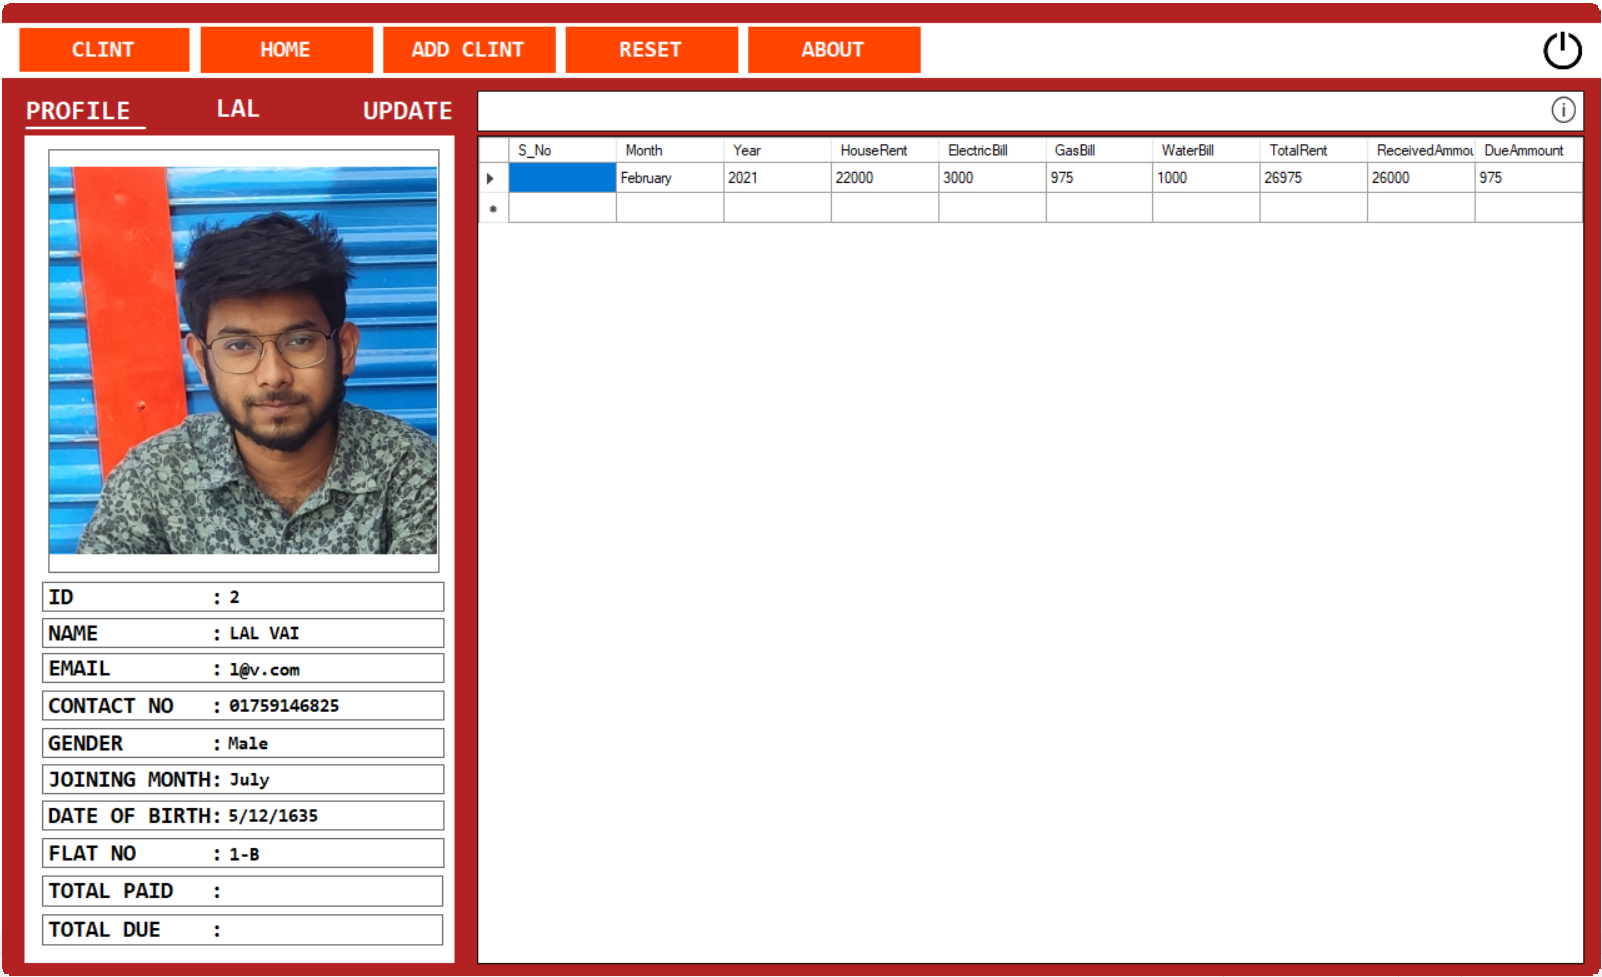 CLINT HOME ADD CLINT RESET ABOUT
PROFILE LAL UPDATE
S_No Month Year HouseRent ElectricBill GasBill WaterBill TotalRent ReceivedAmmou DueAmmount
February 2021 22000 3000 975 1000 26975 26000 975
ID : 2
NAME : LAL VAI
EMAIL : l@v.com
CONTACT NO : 01759146825
GENDER : Male
JOINING MONTH: July
DATE OF BIRTH: 5/12/1635
FLAT NO : 1-B
TOTAL PAID :
TOTAL DUE :